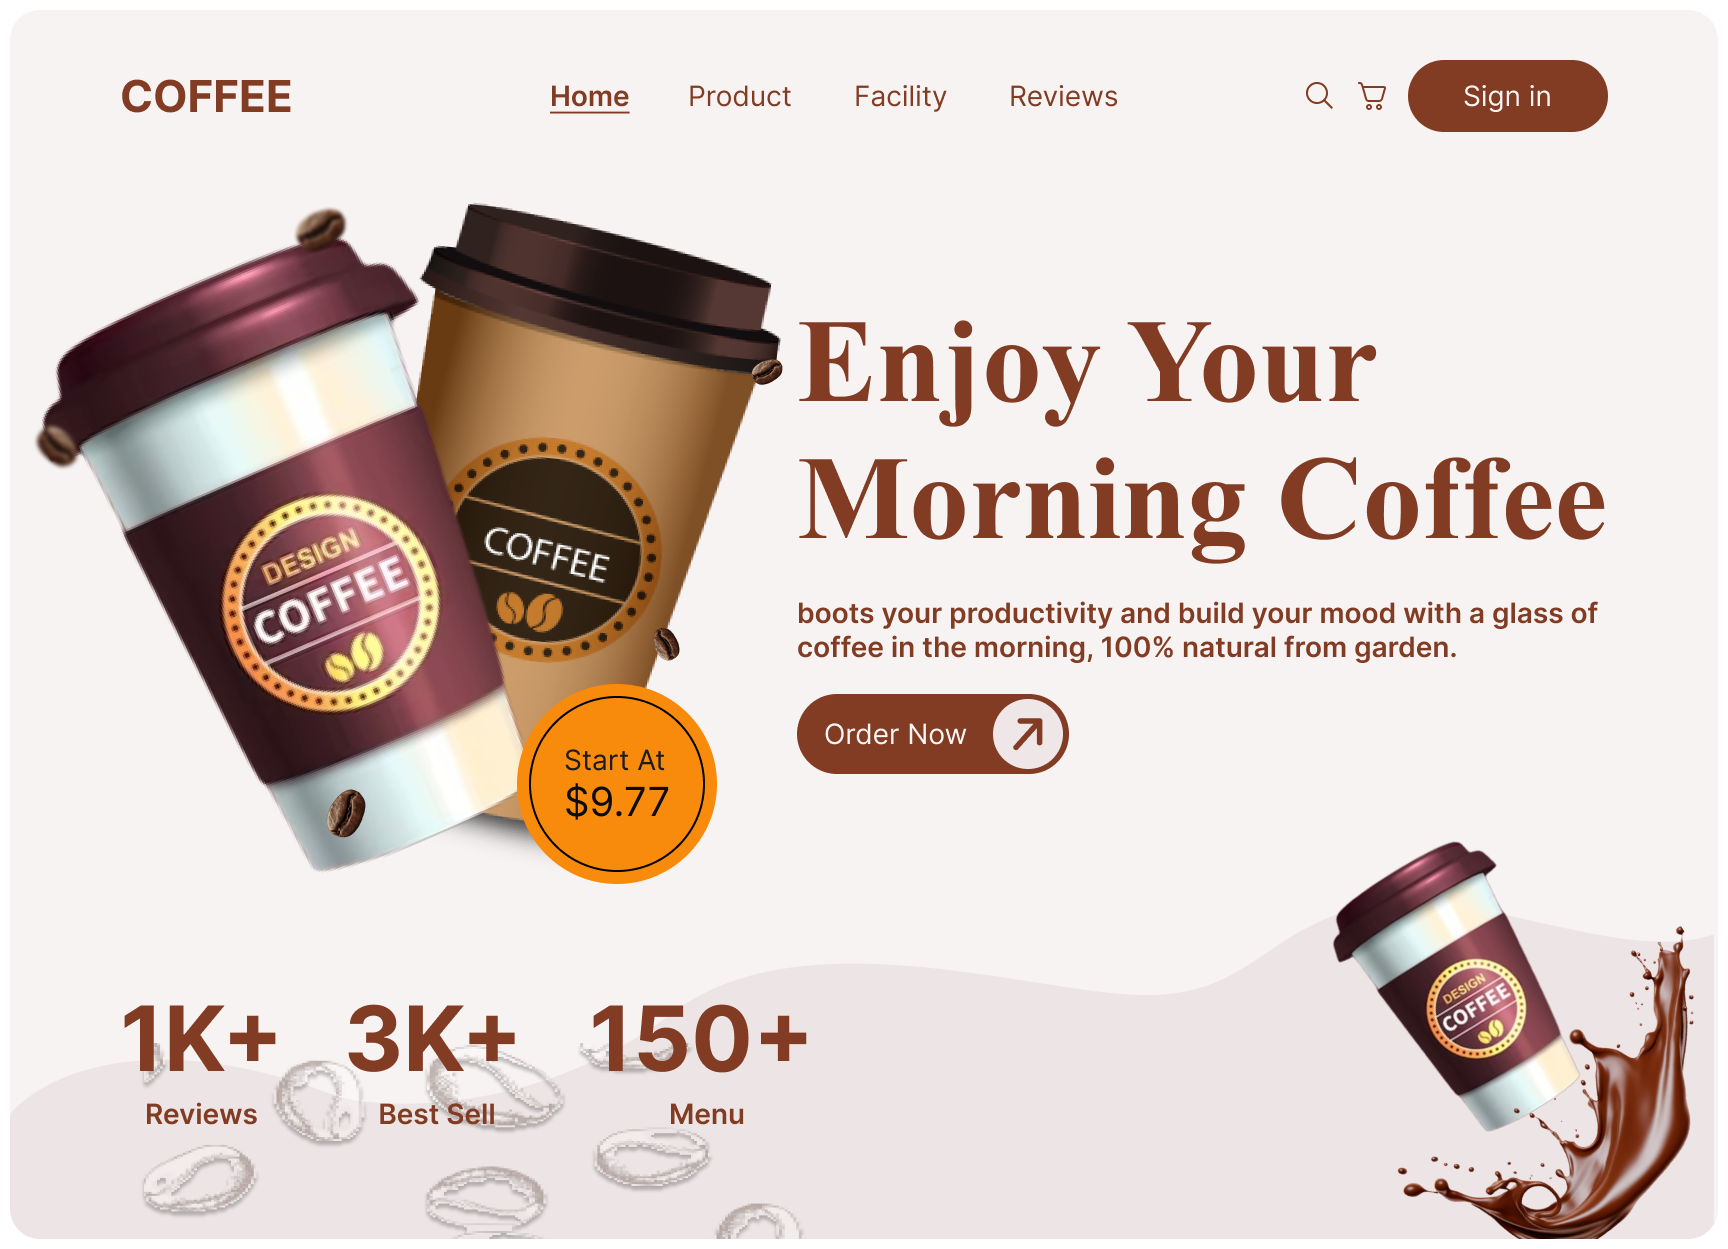 COFFEE
Home Product Facility Reviews
Sign in
Enjoy Your
Morning Coffee
boots your productivity and build your mood with a glass of
coffee in the morning, 100% natural from garden.
Order Now
DESIGN
COFFEE
COFFEE
Start At
$9.77
1K+ 3K+ 150+
Reviews Best Sell Menu
DESIGN
COFFEE